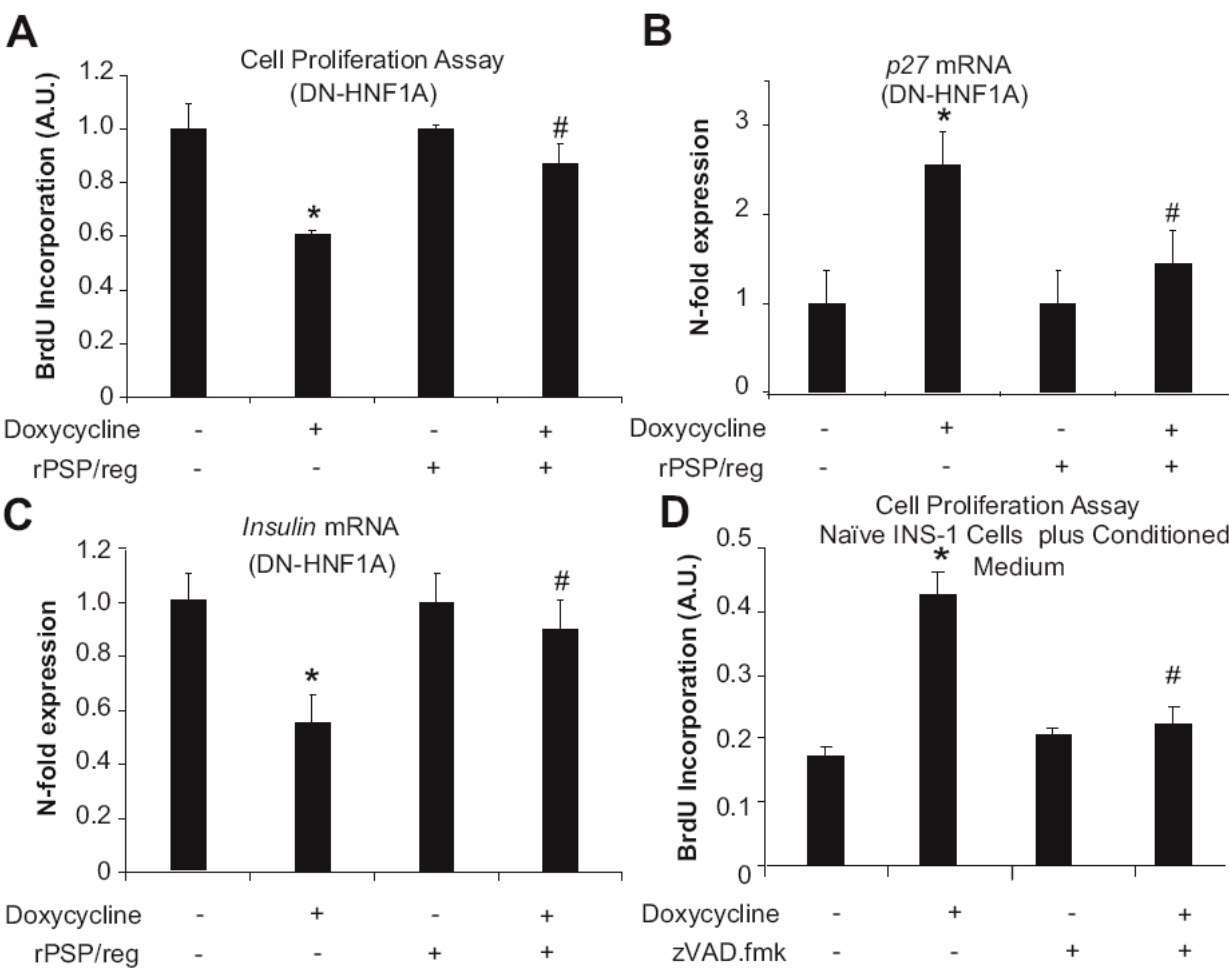 A
Cell Proliferation Assay
(DN-HNF1A)
BrdU Incorporation (A.U.)
1.2
1.0
0.8
0.6
0.4
0.2
0
*
#
Doxycycline - + - +
rPSP/reg - - + +
B
p27 mRNA
(DN-HNF1A)
N-fold expression
3
2
1
0
*
#
Doxycycline - + - +
rPSP/reg - - + +
C
Insulin mRNA
(DN-HNF1A)
N-fold expression
1.2
1.0
0.8
0.6
0.4
0.2
0
*
#
Doxycycline - + - +
rPSP/reg - - + +
D
Cell Proliferation Assay
Naïve INS-1 Cells plus Conditioned
Medium
BrdU Incorporation (A.U.)
0.5
0.4
0.3
0.2
0.1
0
*
#
Doxycycline - + - +
zVAD.fmk - - + +